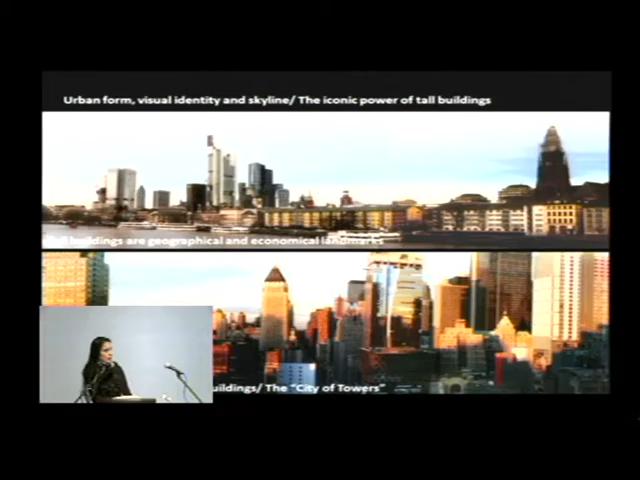 Urban form, visual identity and skyline/ The iconic power of tall buildings
buildings are geographical and economical landmarks
uildings/ The "City of Towers"